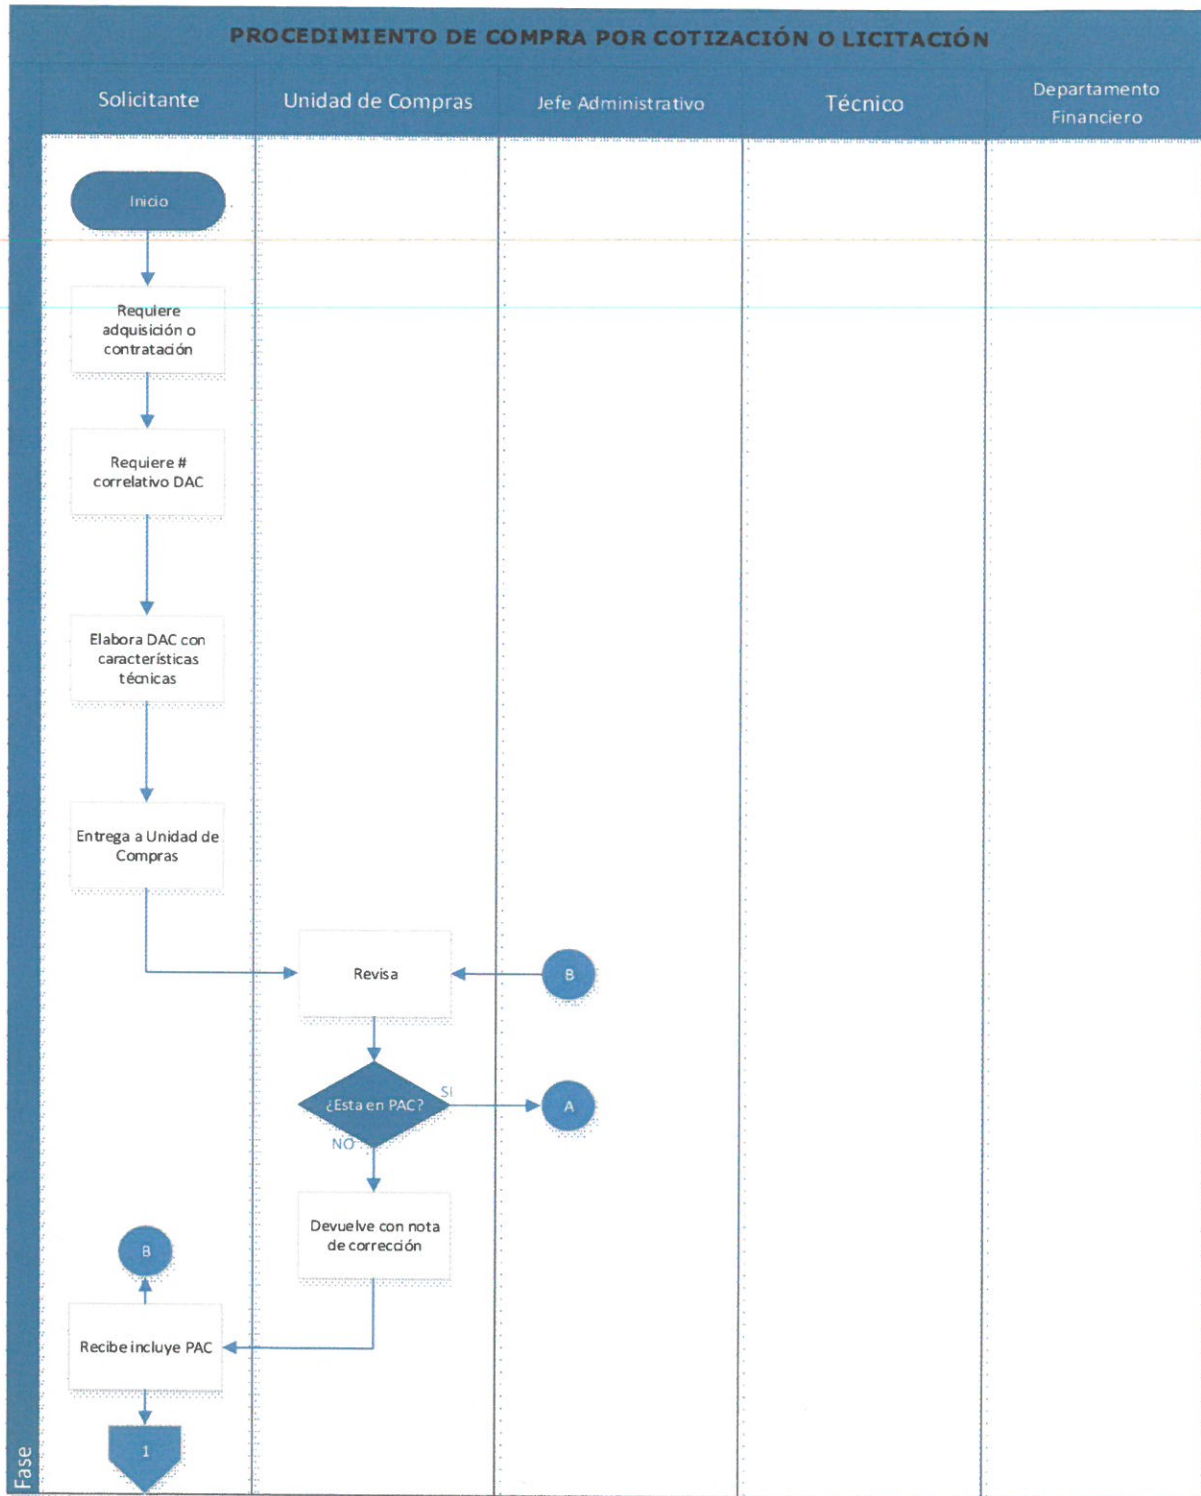 PROCEDIMIENTO DE COMPRA POR COTIZACIÓN O LICITACIÓN
Solicitante
Unidad de Compras
Jefe Administrativo
Técnico
Departamento
Financiero
Inicio
Requiere
adquisición o
contratación
Requiere #
correlativo DAC
Elabora DAC con
características
técnicas
Entrega a Unidad de
Compras
Revisa
B
¿Esta en PAC?
SI
A
NO
Devuelve con nota
de corrección
B
Recibe incluye PAC
1
Fase